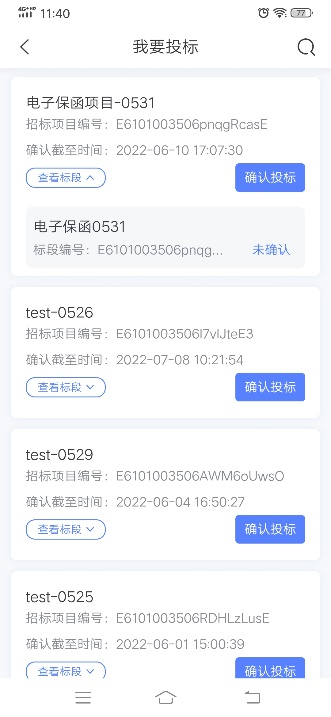 4G+HD 11:40 77
我要投标
电子保函项目-0531
招标项目编号：E6101003506pnqgRcasE
确认截至时间：2022-06-10 17:07:30
查看标段 确认投标
电子保函0531
标段编号：E6101003506pnqg... 未确认
test-0526
招标项目编号：E6101003506I7vlJteE3
确认截至时间：2022-07-08 10:21:54
查看标段 确认投标
test-0529
招标项目编号：E6101003506AWM6oUwsO
确认截至时间：2022-06-04 16:50:27
查看标段 确认投标
test-0525
招标项目编号：E6101003506RDHLzLusE
确认截至时间：2022-06-01 15:00:39
查看标段 确认投标